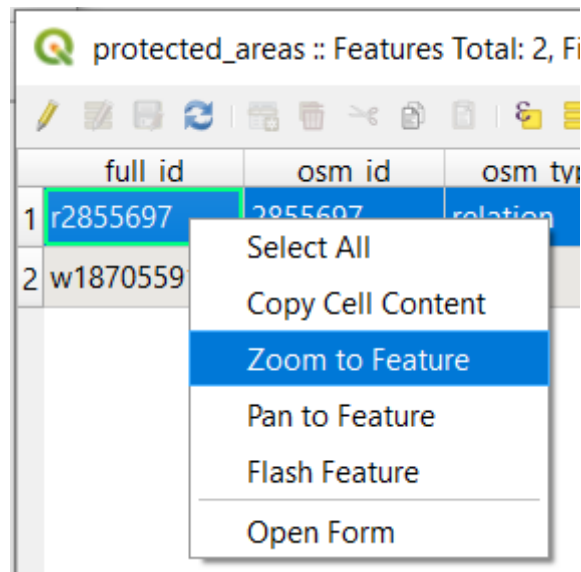 protected_areas :: Features Total: 2, Fi
full_id osm_id osm_typ
1 r2855697 2855697 relation
2 w18705591
Select All
Copy Cell Content
Zoom to Feature
Pan to Feature
Flash Feature
Open Form